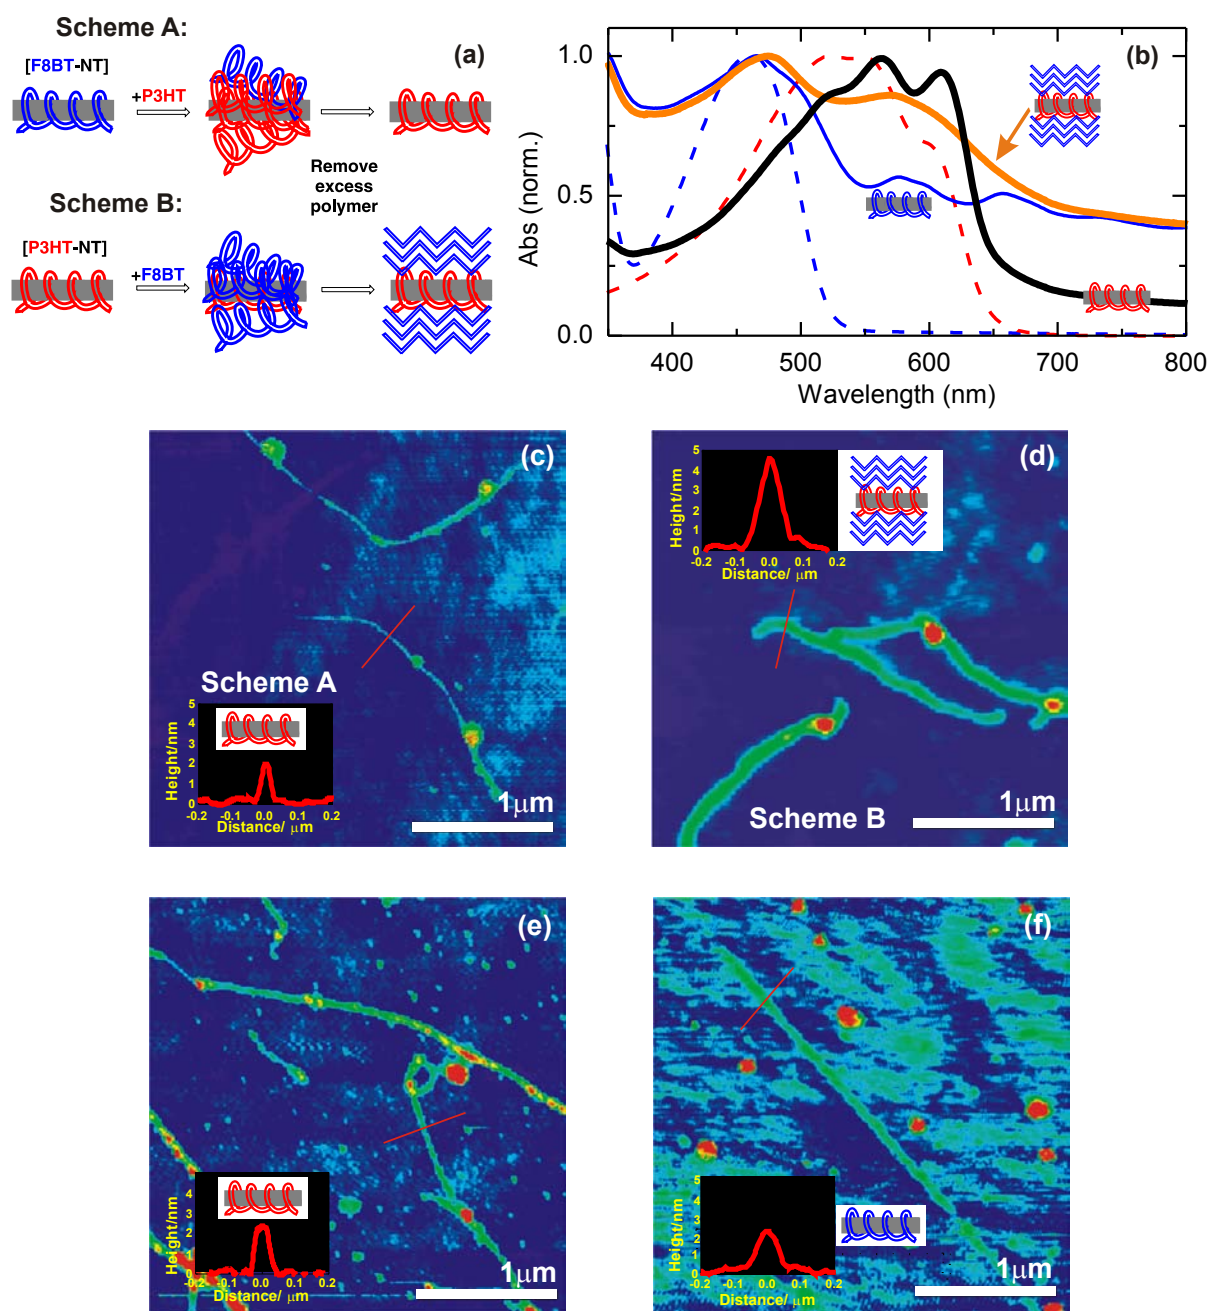 Scheme A:
(a)
[F8BT-NT]
+P3HT
Remove
excess
polymer
Scheme B:
[P3HT-NT]
+F8BT
(b)
Abs (norm.)
1.0
0.5
0.0
400 500 600 700 800
Wavelength (nm)
(c)
Scheme A
Height/nm
5
4
3
2
1
0
-0.2 -0.1 0.0 0.1 0.2
Distance/ μm
1μm
(d)
Height/nm
5
4
3
2
1
0
-0.2 -0.1 0.0 0.1 0.2
Distance/ μm
Scheme B
1μm
(e)
Height/nm
4
3
2
1
0
-0.2 -0.1 0.0 0.1 0.2
Distance/ μm
1μm
(f)
Height/nm
5
4
3
2
1
0
-0.2 0.0 0.2
Distance/ μm
1μm